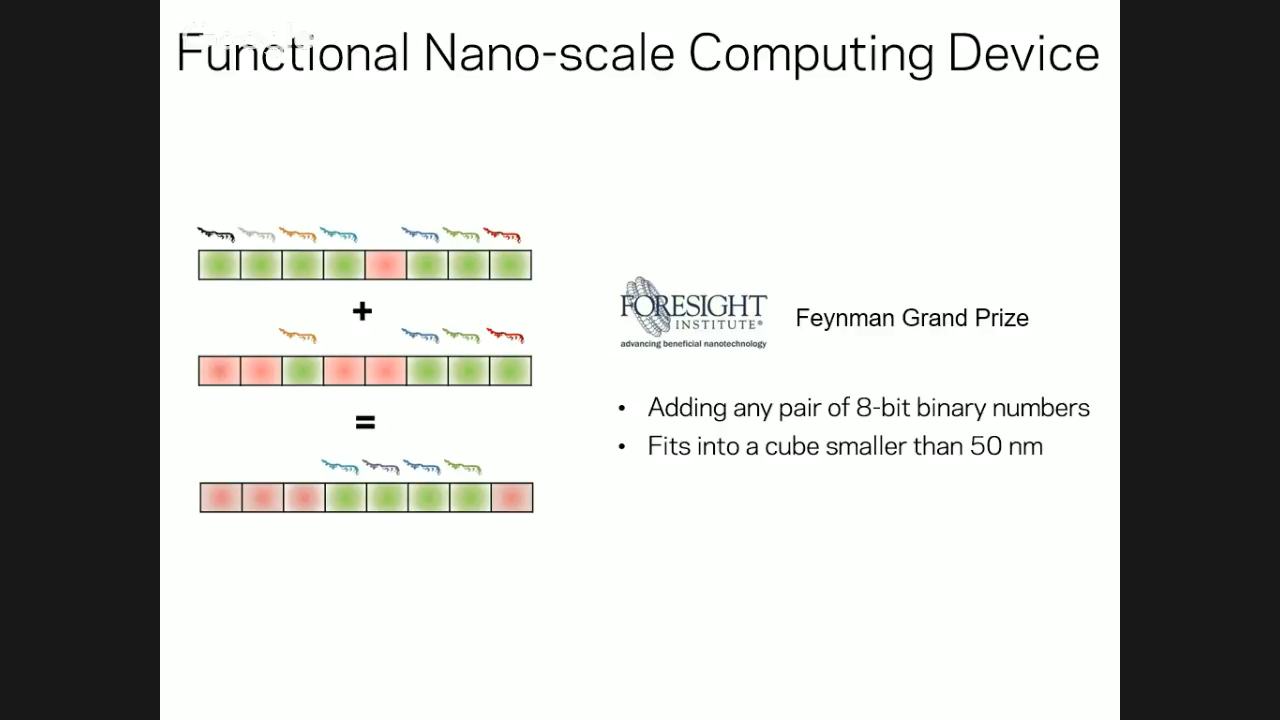 Functional Nano-scale Computing Device
+
=
FORESIGHT
INSTITUTE®
advancing beneficial nanotechnology
Feynman Grand Prize
• Adding any pair of 8-bit binary numbers
• Fits into a cube smaller than 50 nm